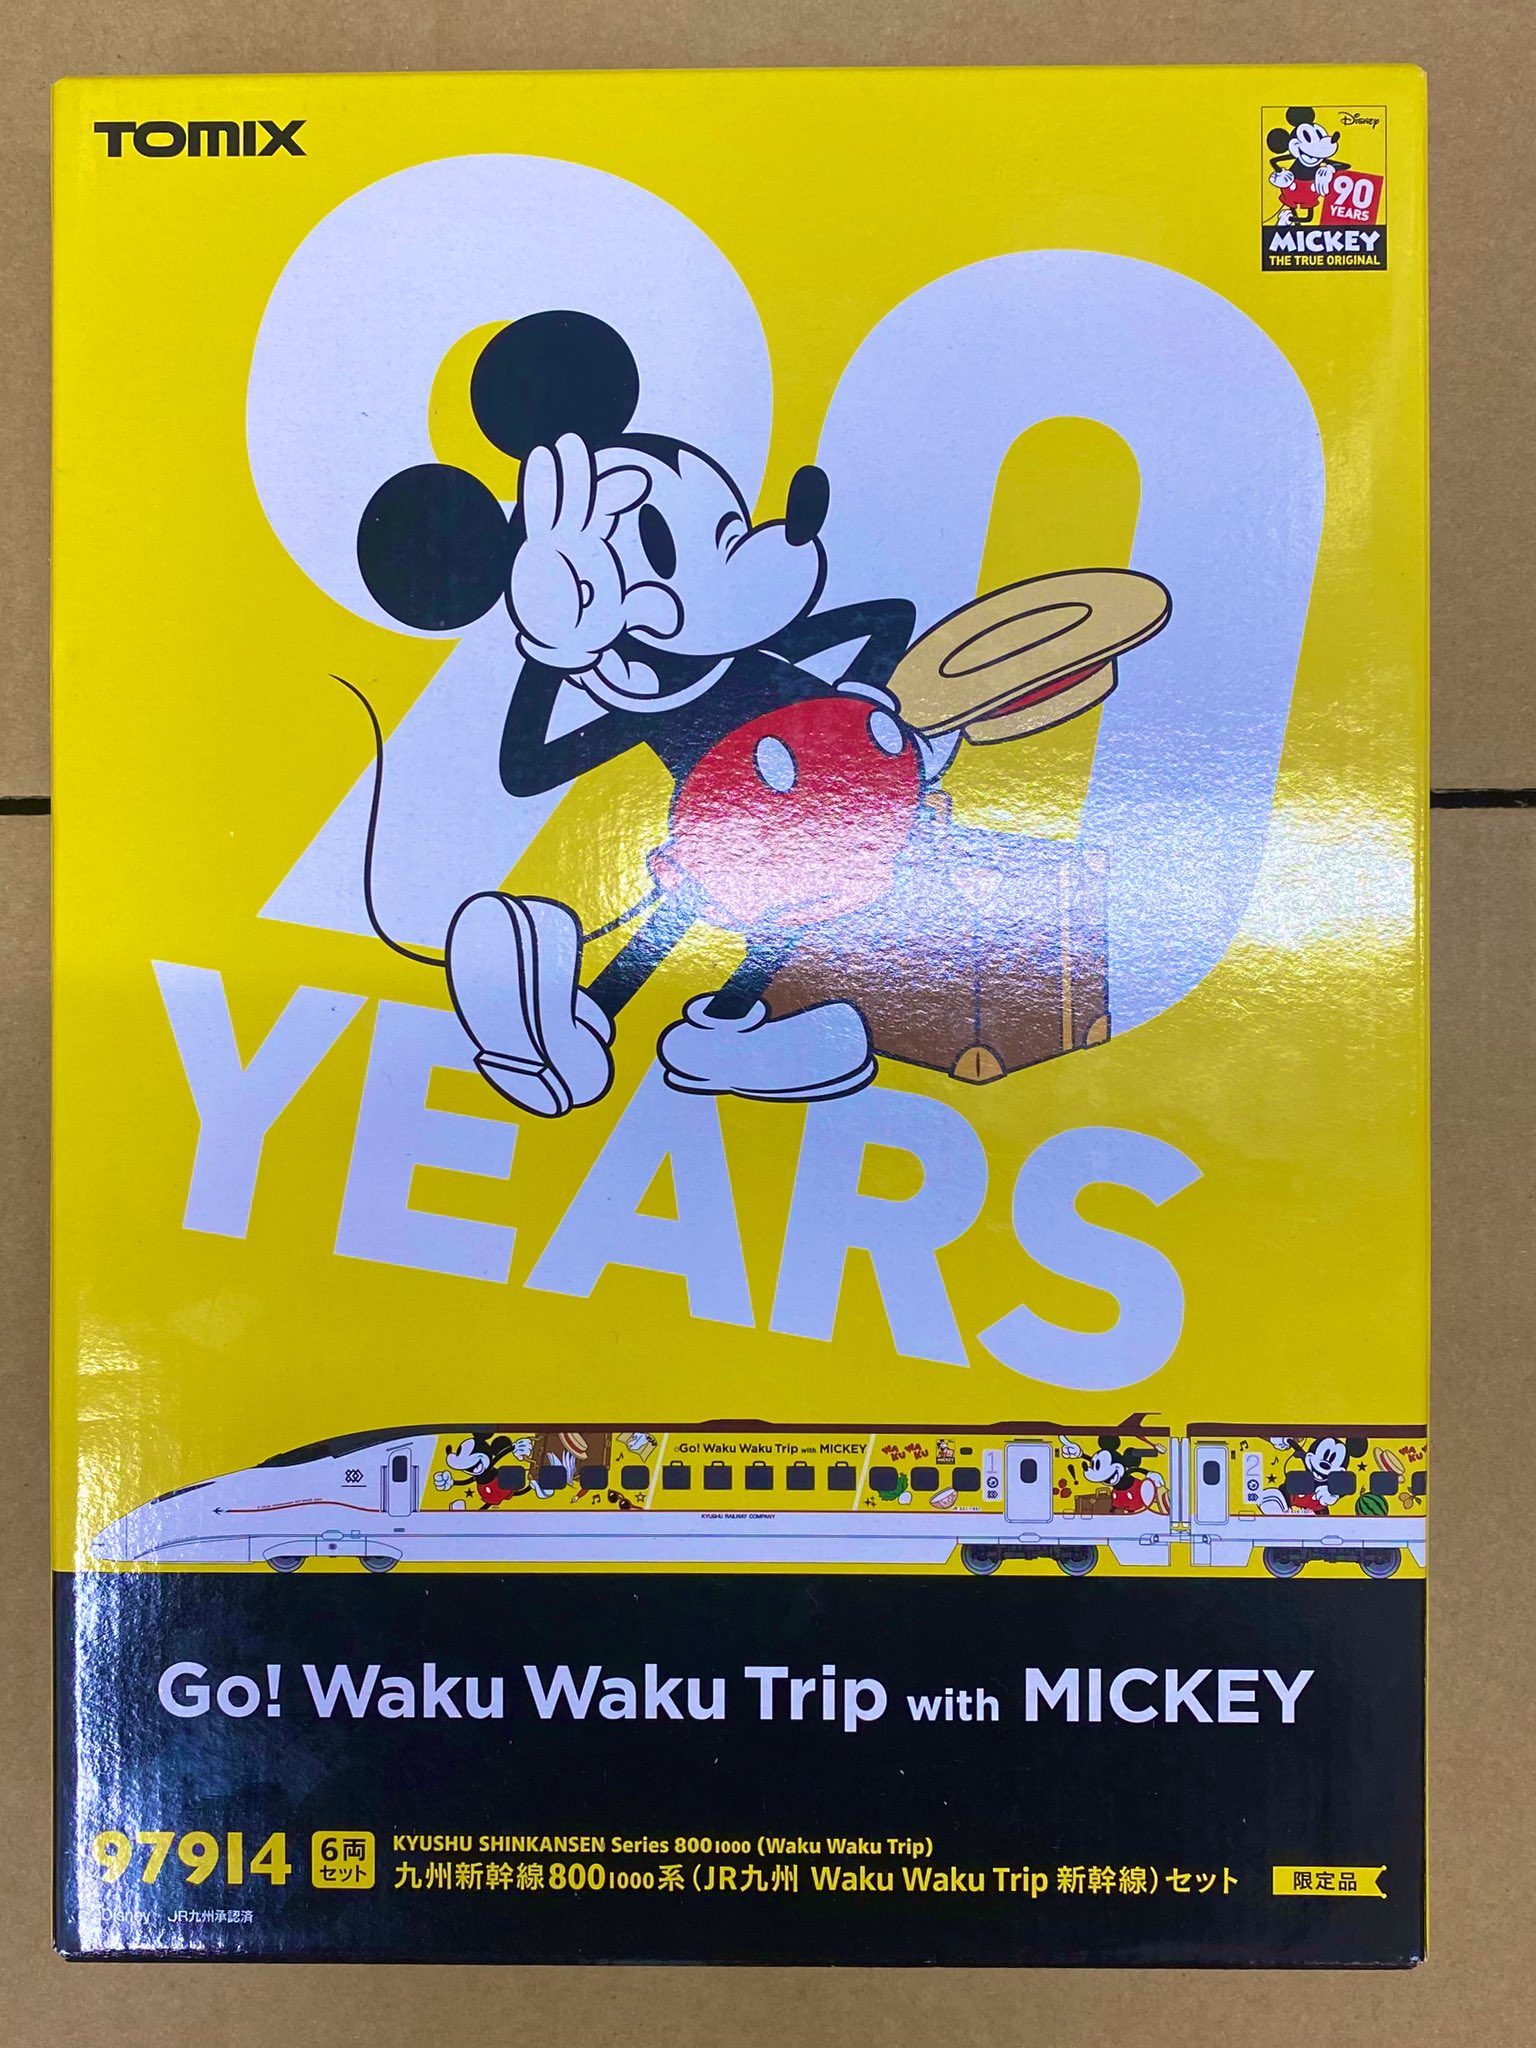 TOMIX
Disney
90
YEARS
MICKEY
THE TRUE ORIGINAL
90
YEARS
Go! Waku Waku Trip with MICKEY
WAKU WAKU
1
2
KYUSHU RAILWAY COMPANY
Go! Waku Waku Trip with MICKEY
97914
6両
セット
KYUSHU SHINKANSEN Series 800 1000 (Waku Waku Trip)
九州新幹線800 1000系(JR九州 Waku Waku Trip 新幹線)セット
限定品
©Disney JR九州承認済